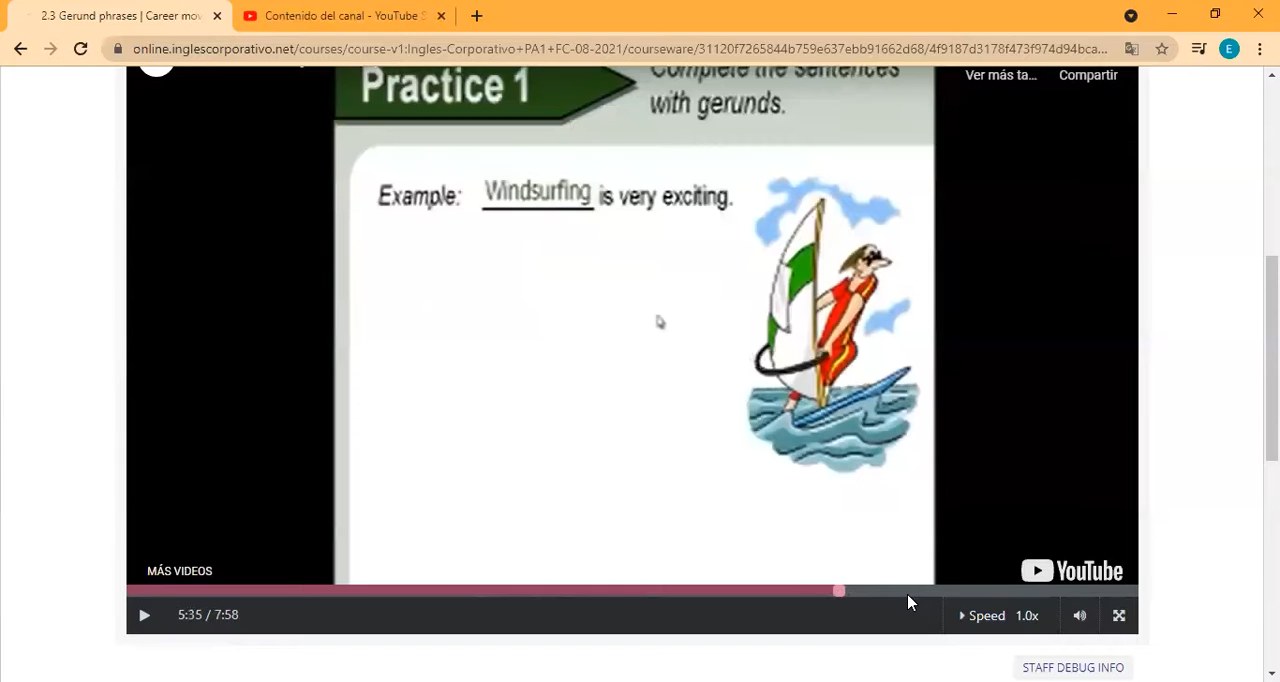 2.3 Gerund phrases | Career mov
Contenido del canal - YouTube S
online.inglescorporativo.net/courses/course-v1:Ingles-Corporativo+PA1+FC-08-2021/courseware/31120f7265844b759e637ebb91662d68/4f9187d3178f473f974d94bca...
E
Practice 1
Complete the sentences
with gerunds.
Ver más ta...
Compartir
Example: Windsurfing is very exciting.
MÁS VIDEOS
YouTube
5:35 / 7:58
Speed 1.0x
STAFF DEBUG INFO